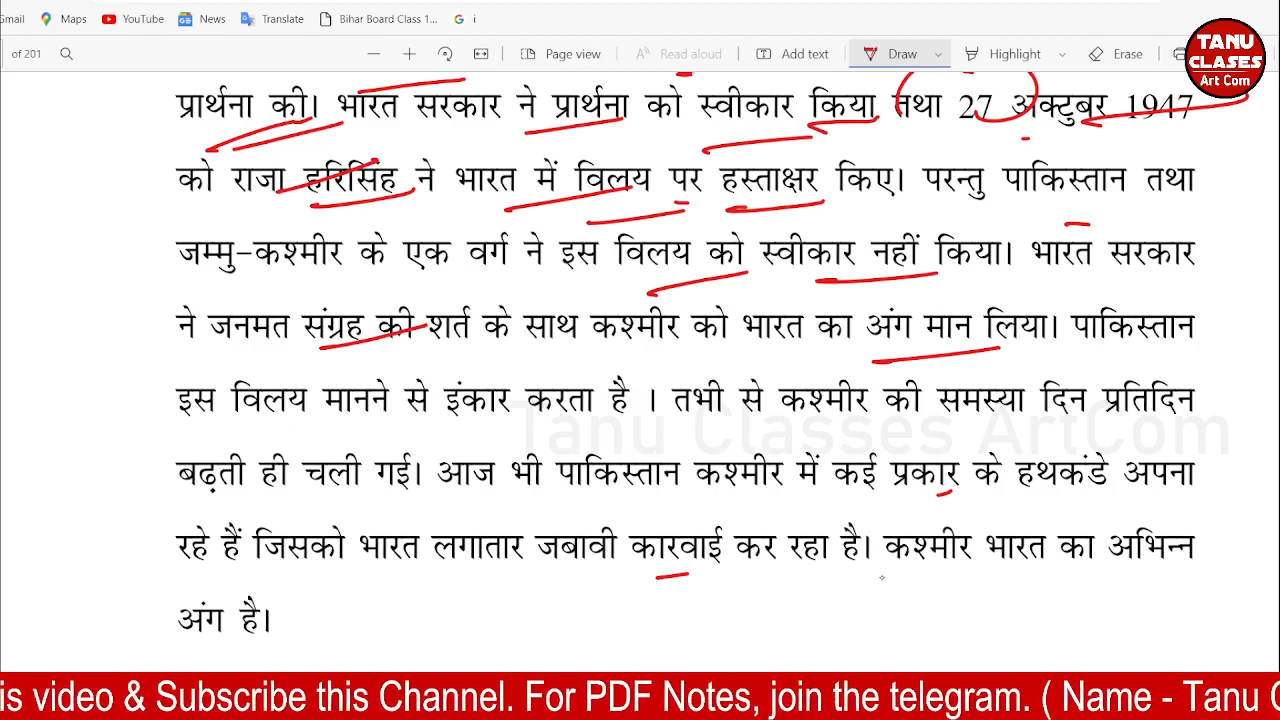 Gmail Maps YouTube News Translate Bihar Board Class 1... i
of 201 Page view Read aloud Add text Draw Highlight Erase
TANU
CLASSES
Art Com
प्रार्थना की। भारत सरकार ने प्रार्थना को स्वीकार किया तथा 27 अक्टुबर 1947
को राजा हरिसिंह ने भारत में विलय पर हस्ताक्षर किए। परन्तु पाकिस्तान तथा
जम्मु-कश्मीर के एक वर्ग ने इस विलय को स्वीकार नहीं किया। भारत सरकार
ने जनमत संग्रह की शर्त के साथ कश्मीर को भारत का अंग मान लिया। पाकिस्तान
इस विलय मानने से इंकार करता है । तभी से कश्मीर की समस्या दिन प्रतिदिन
Tanu Classes ArtCom
बढ़ती ही चली गई। आज भी पाकिस्तान कश्मीर में कई प्रकार के हथकंडे अपना
रहे हैं जिसको भारत लगातार जबावी कारवाई कर रहा है। कश्मीर भारत का अभिन्न
अंग है।
is video & Subscribe this Channel. For PDF Notes, join the telegram. ( Name - Tanu C